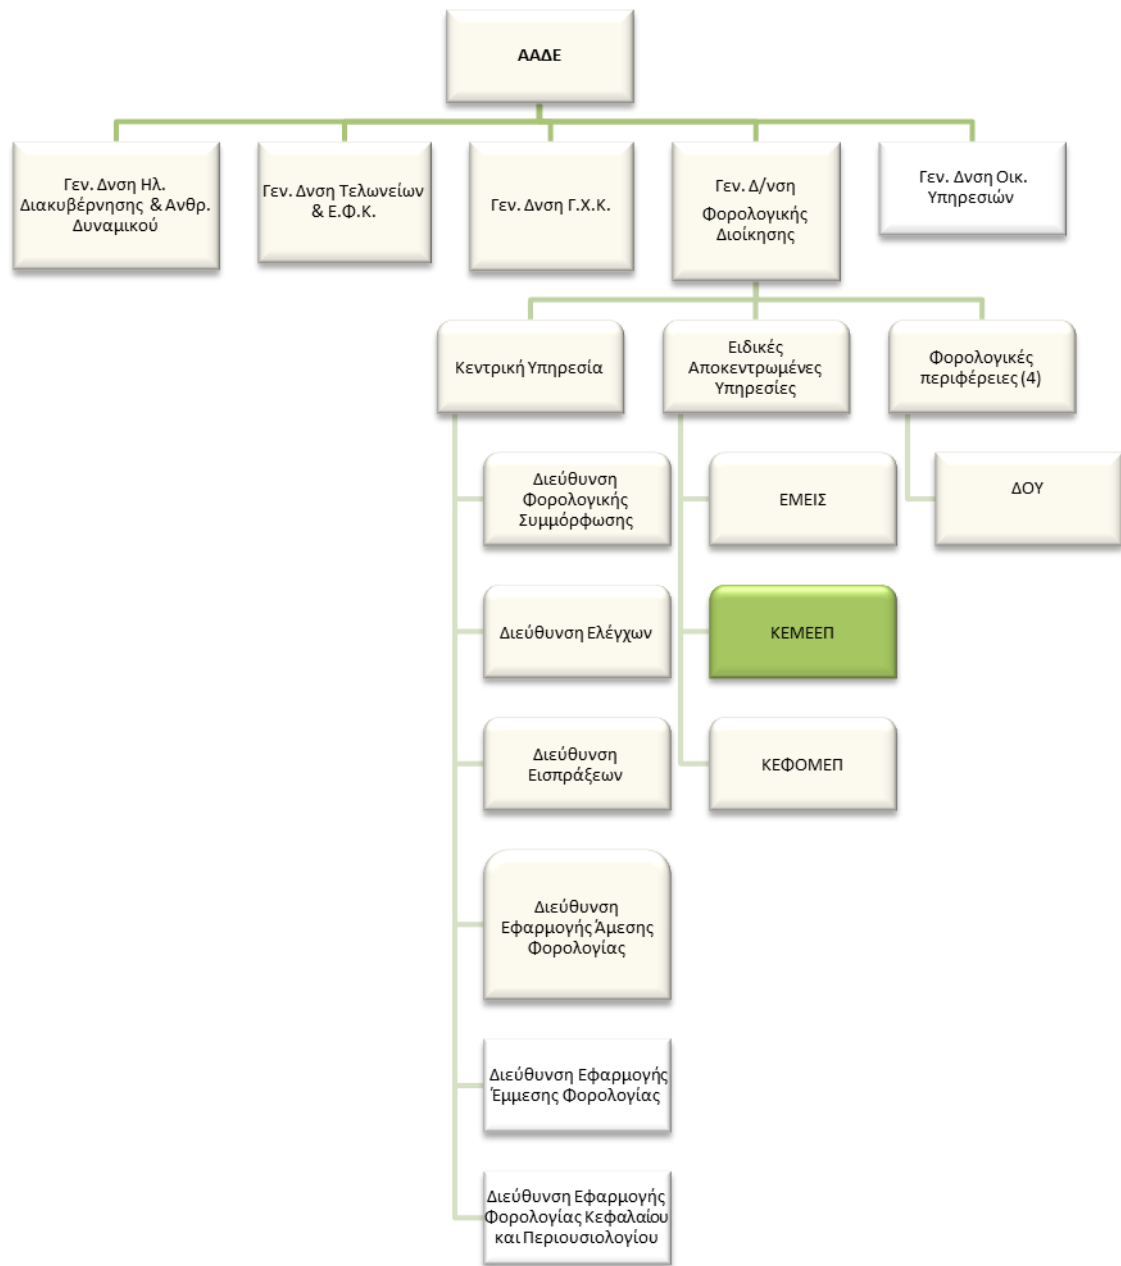 ΑΑΔΕ
Γεν. Δνση Ηλ.
Διακυβέρνησης & Ανθρ.
Δυναμικού
Γεν. Δνση Τελωνείων
& Ε.Φ.Κ.
Γεν. Δνση Γ.Χ.Κ.
Γεν. Δ/νση
Φορολογικής
Διοίκησης
Γεν. Δνση Οικ.
Υπηρεσιών
Κεντρική Υπηρεσία
Ειδικές
Αποκεντρωμένες
Υπηρεσίες
Φορολογικές
περιφέρειες (4)
Διεύθυνση
Φορολογικής
Συμμόρφωσης
ΕΜΕΙΣ
ΔΟΥ
Διεύθυνση Ελέγχων
ΚΕΜΕΕΠ
Διεύθυνση
Εισπράξεων
ΚΕΦΟΜΕΠ
Διεύθυνση
Εφαρμογής Άμεσης
Φορολογίας
Διεύθυνση Εφαρμογής
Έμμεσης Φορολογίας
Διεύθυνση Εφαρμογής
Φορολογίας Κεφαλαίου
και Περιουσιολογίου